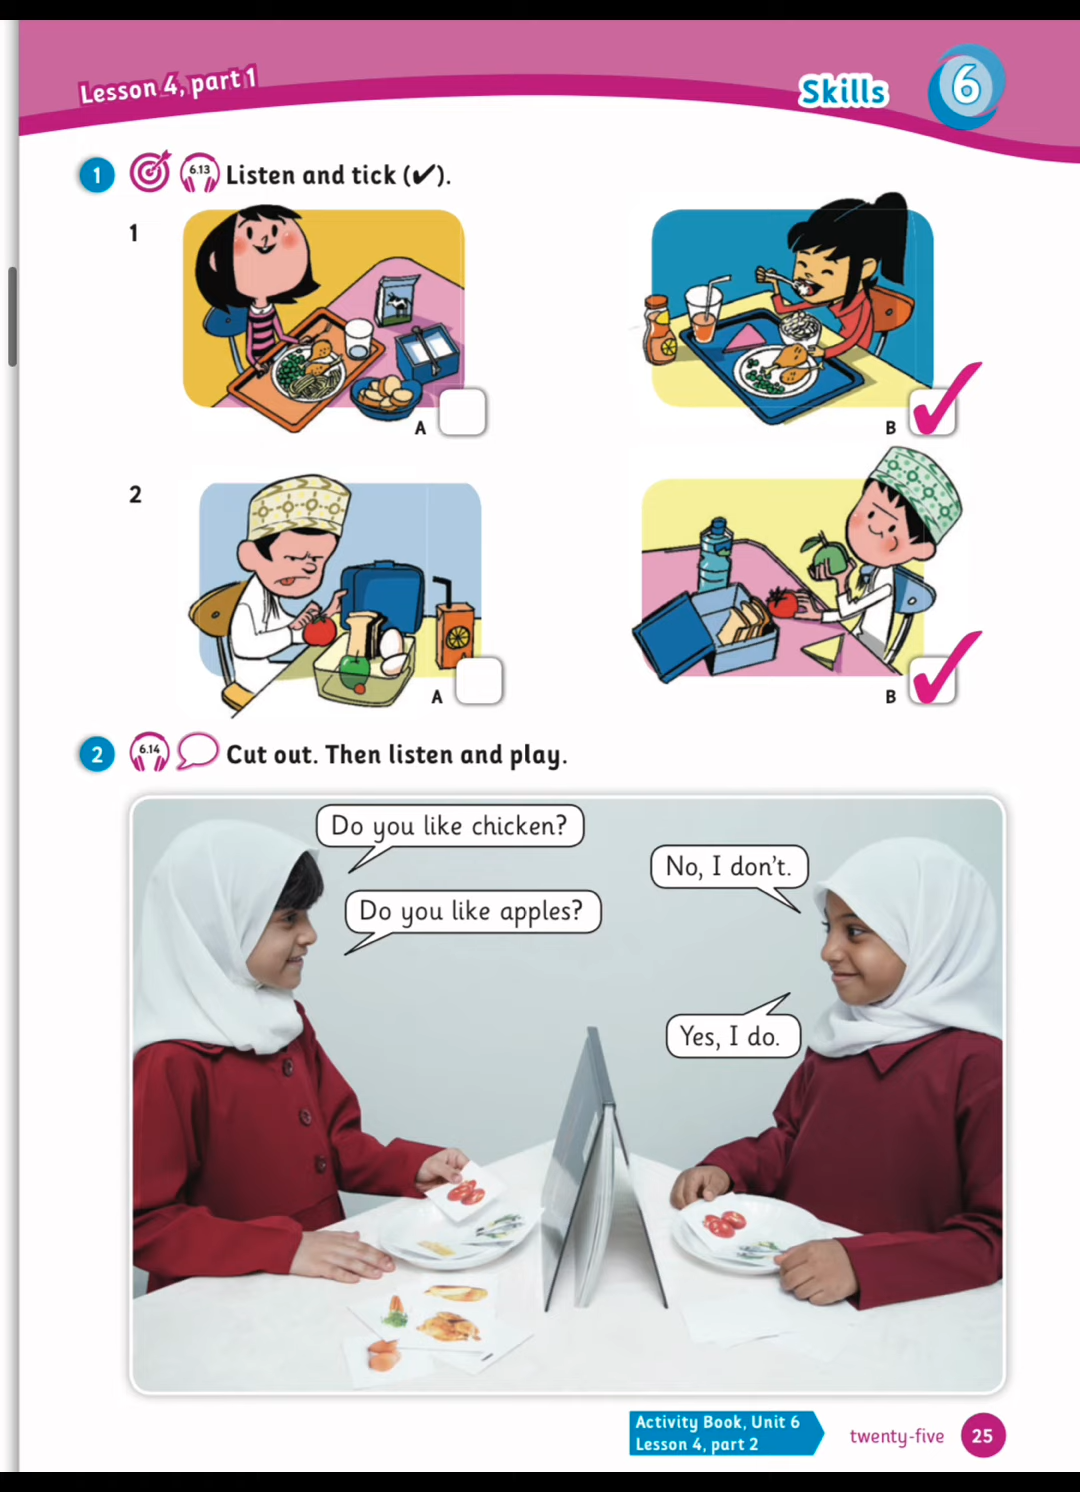 Lesson 4, part 1
Skills 6
1 6.13 Listen and tick (✔).
1
A
B
2
A
B
2 6.14 Cut out. Then listen and play.
Do you like chicken?
No, I don't.
Do you like apples?
Yes, I do.
Activity Book, Unit 6
Lesson 4, part 2
twenty-five 25